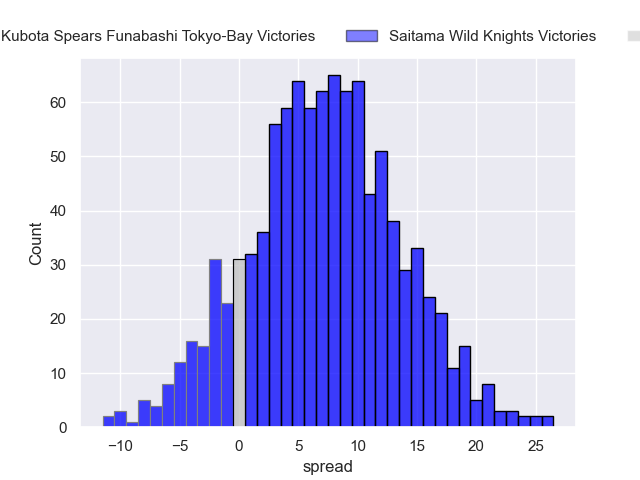 Kubota Spears Funabashi Tokyo-Bay Victories Saitama Wild Knights Victories
60
50
40
30
20
10
0
Count
−10 −5 0 5 10 15 20 25
spread